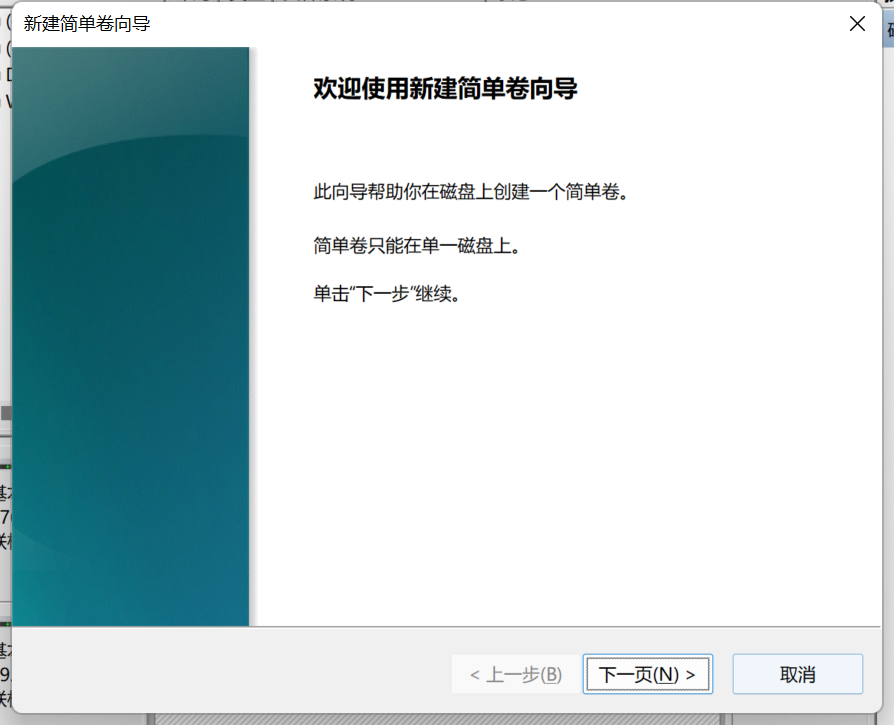 新建简单卷向导
欢迎使用新建简单卷向导
此向导帮助你在磁盘上创建一个简单卷。
简单卷只能在单一磁盘上。
单击“下一步”继续。
< 上一步(B)
下一页(N) >
取消